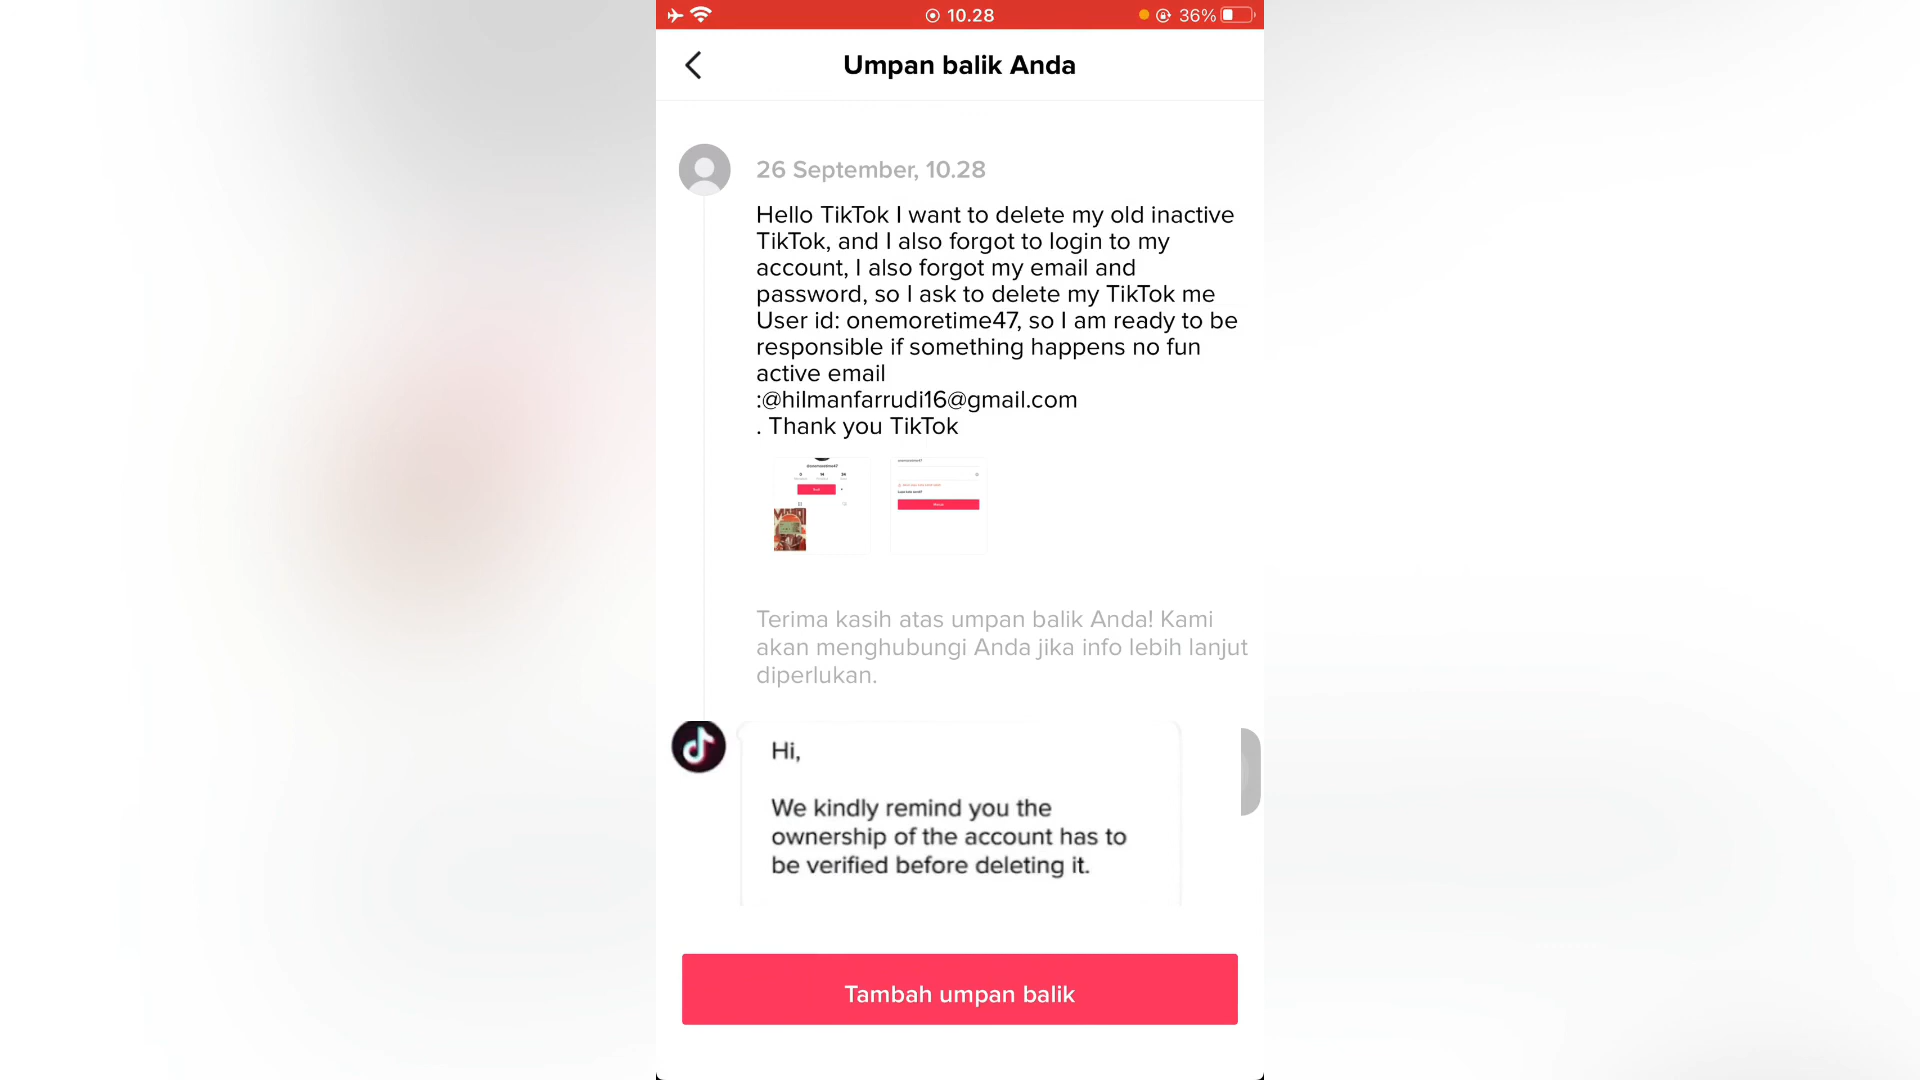 10.28
36%
Umpan balik Anda
26 September, 10.28
Hello TikTok I want to delete my old inactive
TikTok, and I also forgot to login to my
account, I also forgot my email and
password, so I ask to delete my TikTok me
User id: onemoretime47, so I am ready to be
responsible if something happens no fun
active email
:@hilmanfarrudi16@gmail.com
. Thank you TikTok
Terima kasih atas umpan balik Anda! Kami
akan menghubungi Anda jika info lebih lanjut
diperlukan.
Hi,
We kindly remind you the
ownership of the account has to
be verified before deleting it.
Tambah umpan balik